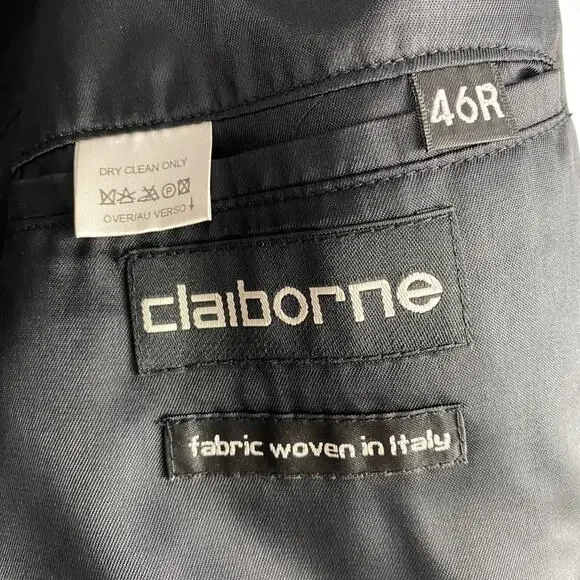 46R
DRY CLEAN ONLY
P
OVER/AU VERSO↓
claiborne
fabric woven in Italy